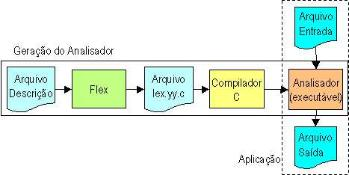 Arquivo
Entrada
Geração do Analisador
Arquivo
Descrição
Flex
Arquivo
lex.yy.c
Compilador
C
Analisador
(executável)
Arquivo
Saída
Aplicação